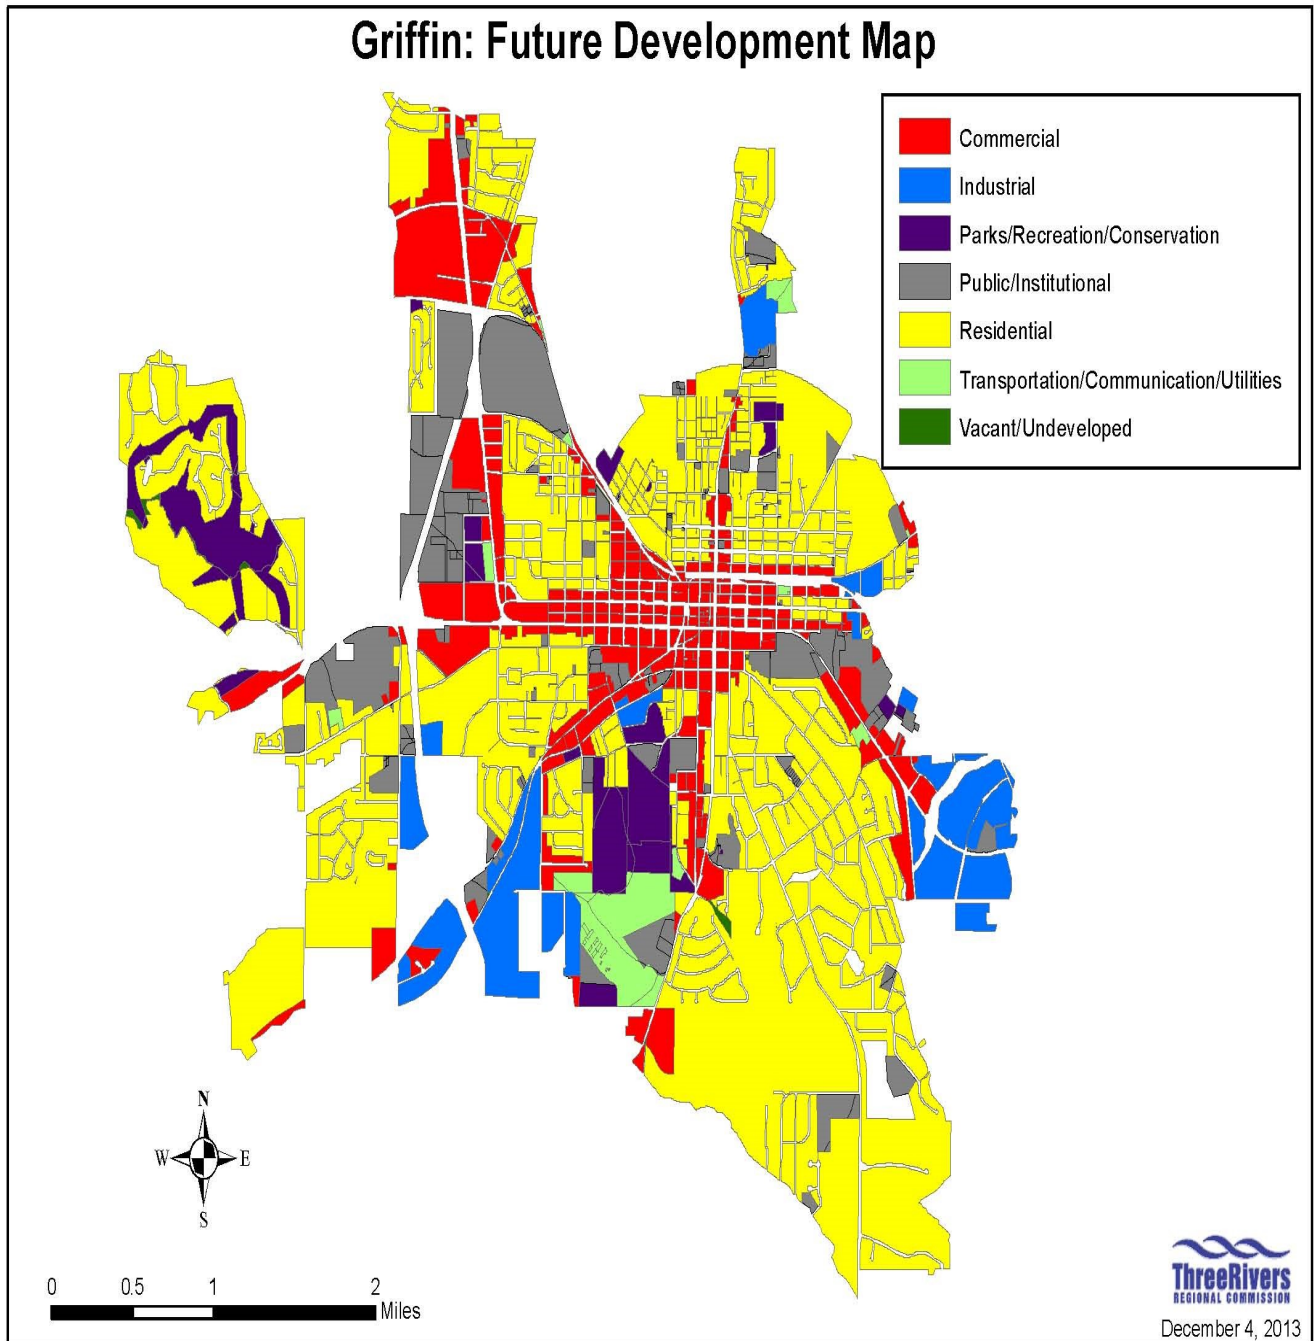 Griffin: Future Development Map
Commercial
Industrial
Parks/Recreation/Conservation
Public/Institutional
Residential
Transportation/Communication/Utilities
Vacant/Undeveloped
N
W E
S
0 0.5 1 2
Miles
ThreeRivers
REGIONAL COMMISSION
December 4, 2013